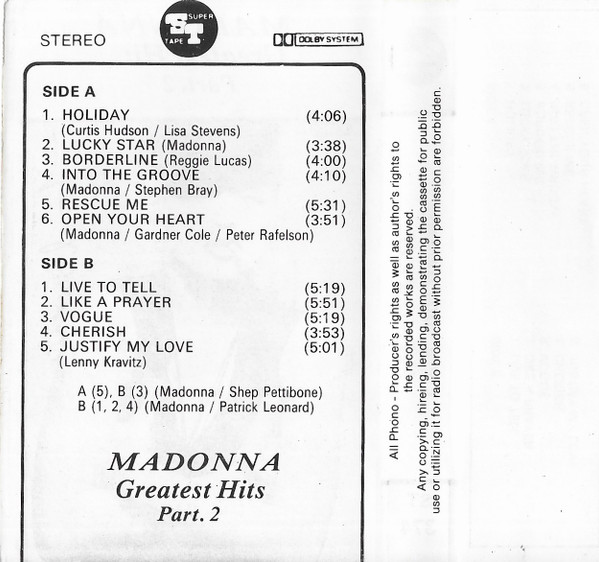 STEREO
SUPER
ST
TAPE
DOLBY SYSTEM
SIDE A
1. HOLIDAY (4:06)
(Curtis Hudson / Lisa Stevens)
2. LUCKY STAR (Madonna) (3:38)
3. BORDERLINE (Reggie Lucas) (4:00)
4. INTO THE GROOVE (4:10)
(Madonna / Stephen Bray)
5. RESCUE ME (5:31)
6. OPEN YOUR HEART (3:51)
(Madonna / Gardner Cole / Peter Rafelson)
SIDE B
1. LIVE TO TELL (5:19)
2. LIKE A PRAYER (5:51)
3. VOGUE (5:19)
4. CHERISH (3:53)
5. JUSTIFY MY LOVE (5:01)
(Lenny Kravitz)
A (5), B (3) (Madonna / Shep Pettibone)
B (1, 2, 4) (Madonna / Patrick Leonard)
MADONNA
Greatest Hits
Part. 2
All Phono - Producer's rights as well as author's rights to
the recorded works are reserved.
Any copying, hireing, lending, demonstrating the cassette for public
use or utilizing it for radio broadcast without prior permission are forbidden.